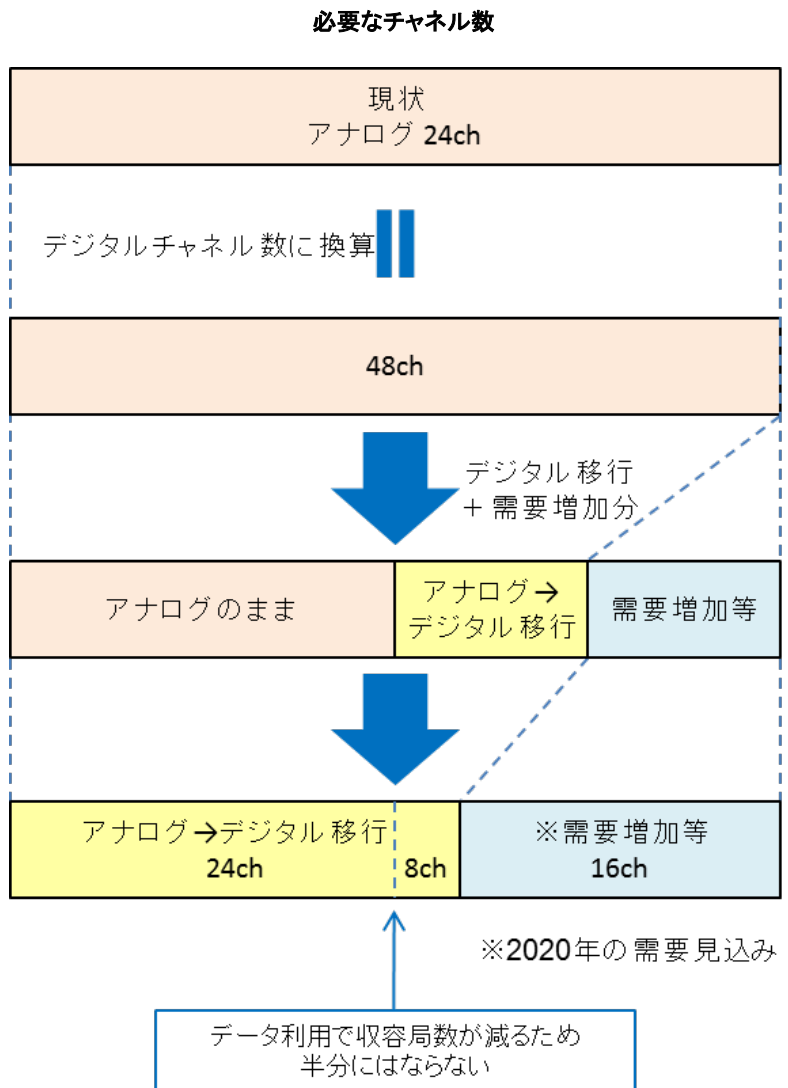 必要なチャネル数
現状
アナログ 24ch
デジタルチャネル数に換算
48ch
デジタル移行
＋需要増加分
アナログのまま
アナログ→
デジタル移行
需要増加等
アナログ→デジタル移行
24ch
8ch
※需要増加等
16ch
※2020年の需要見込み
データ利用で収容局数が減るため
半分にはならない